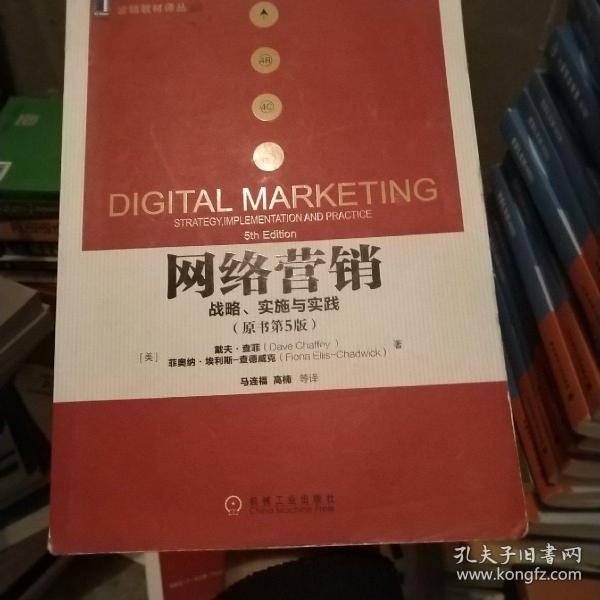 营销教材译丛
4R
4C
DIGITAL MARKETING
STRATEGY,IMPLEMENTATION AND PRACTICE
5th Edition
网络营销
战略、实施与实践
（原书第5版）
[美] 戴夫·查菲（Dave Chaffey） 著
菲奥纳·埃利斯-查德威克（Fiona Ellis-Chadwick）
马连福 高楠 等译
机械工业出版社
China Machine Press
孔夫子旧书网
www.kongfz.com